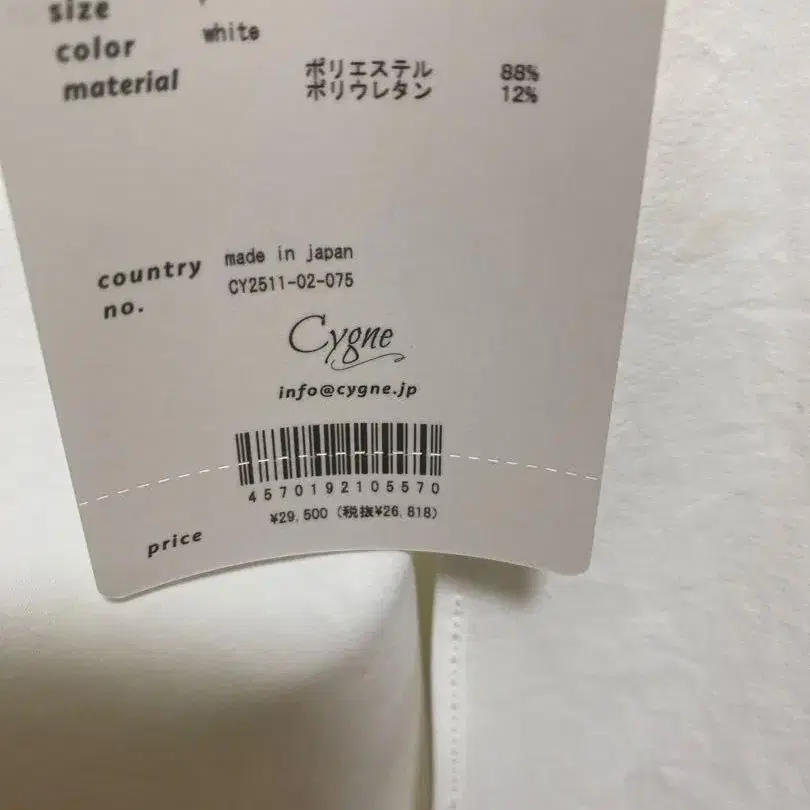 size
color white
material ポリエステル 88%
ポリウレタン 12%
country made in japan
no. CY2511-02-075
Cygne
info@cygne.jp
4570192105570
¥29,500 (税抜¥26,818)
price